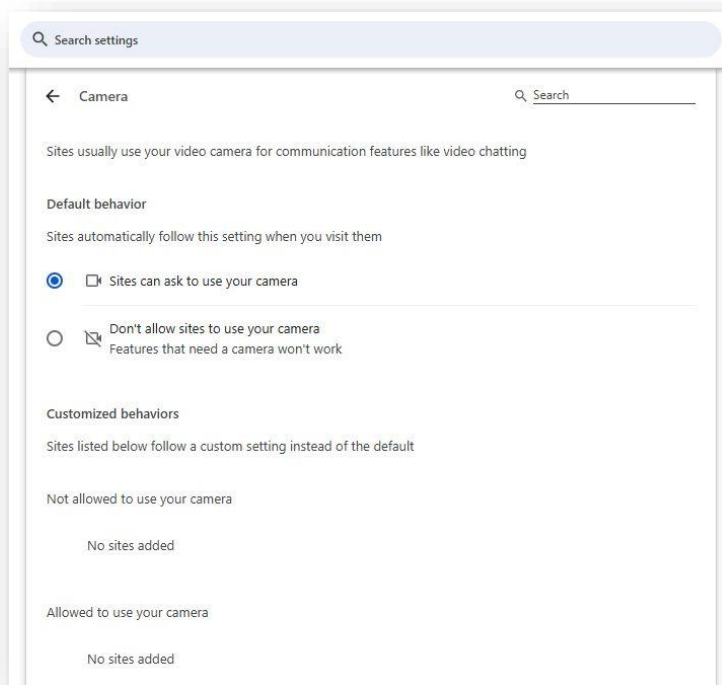 Search settings
Camera
Search
Sites usually use your video camera for communication features like video chatting
Default behavior
Sites automatically follow this setting when you visit them
Sites can ask to use your camera
Don't allow sites to use your camera
Features that need a camera won't work
Customized behaviors
Sites listed below follow a custom setting instead of the default
Not allowed to use your camera
No sites added
Allowed to use your camera
No sites added